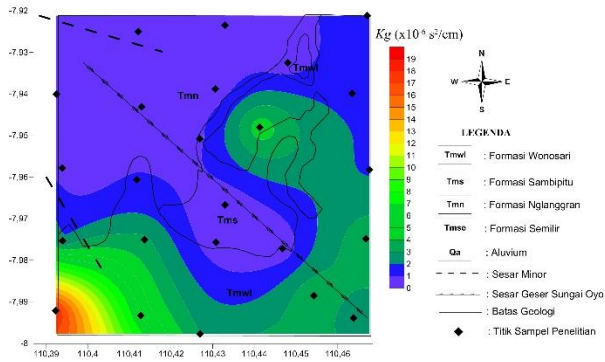 -7,92
-7,93
-7,94
-7,95
-7,96
-7,97
-7,98
-7,99
-8
110,39
110,4
110,41
110,42
110,43
110,44
110,45
110,46
Tmwl
Tmn
Tms
Tmwl
Kg (x10⁻⁶ s²/cm)
19
18
17
16
15
14
13
12
11
10
9
8
7
6
5
4
3
2
1
0
N
W
E
S
LEGENDA
Tmwl : Formasi Wonosari
Tms : Formasi Sambipitu
Tmn : Formasi Nglanggran
Tmse : Formasi Semilir
Qa : Aluvium
: Sesar Minor
: Sesar Geser Sungai Oyo
: Batas Geologi
: Titik Sampel Penelitian